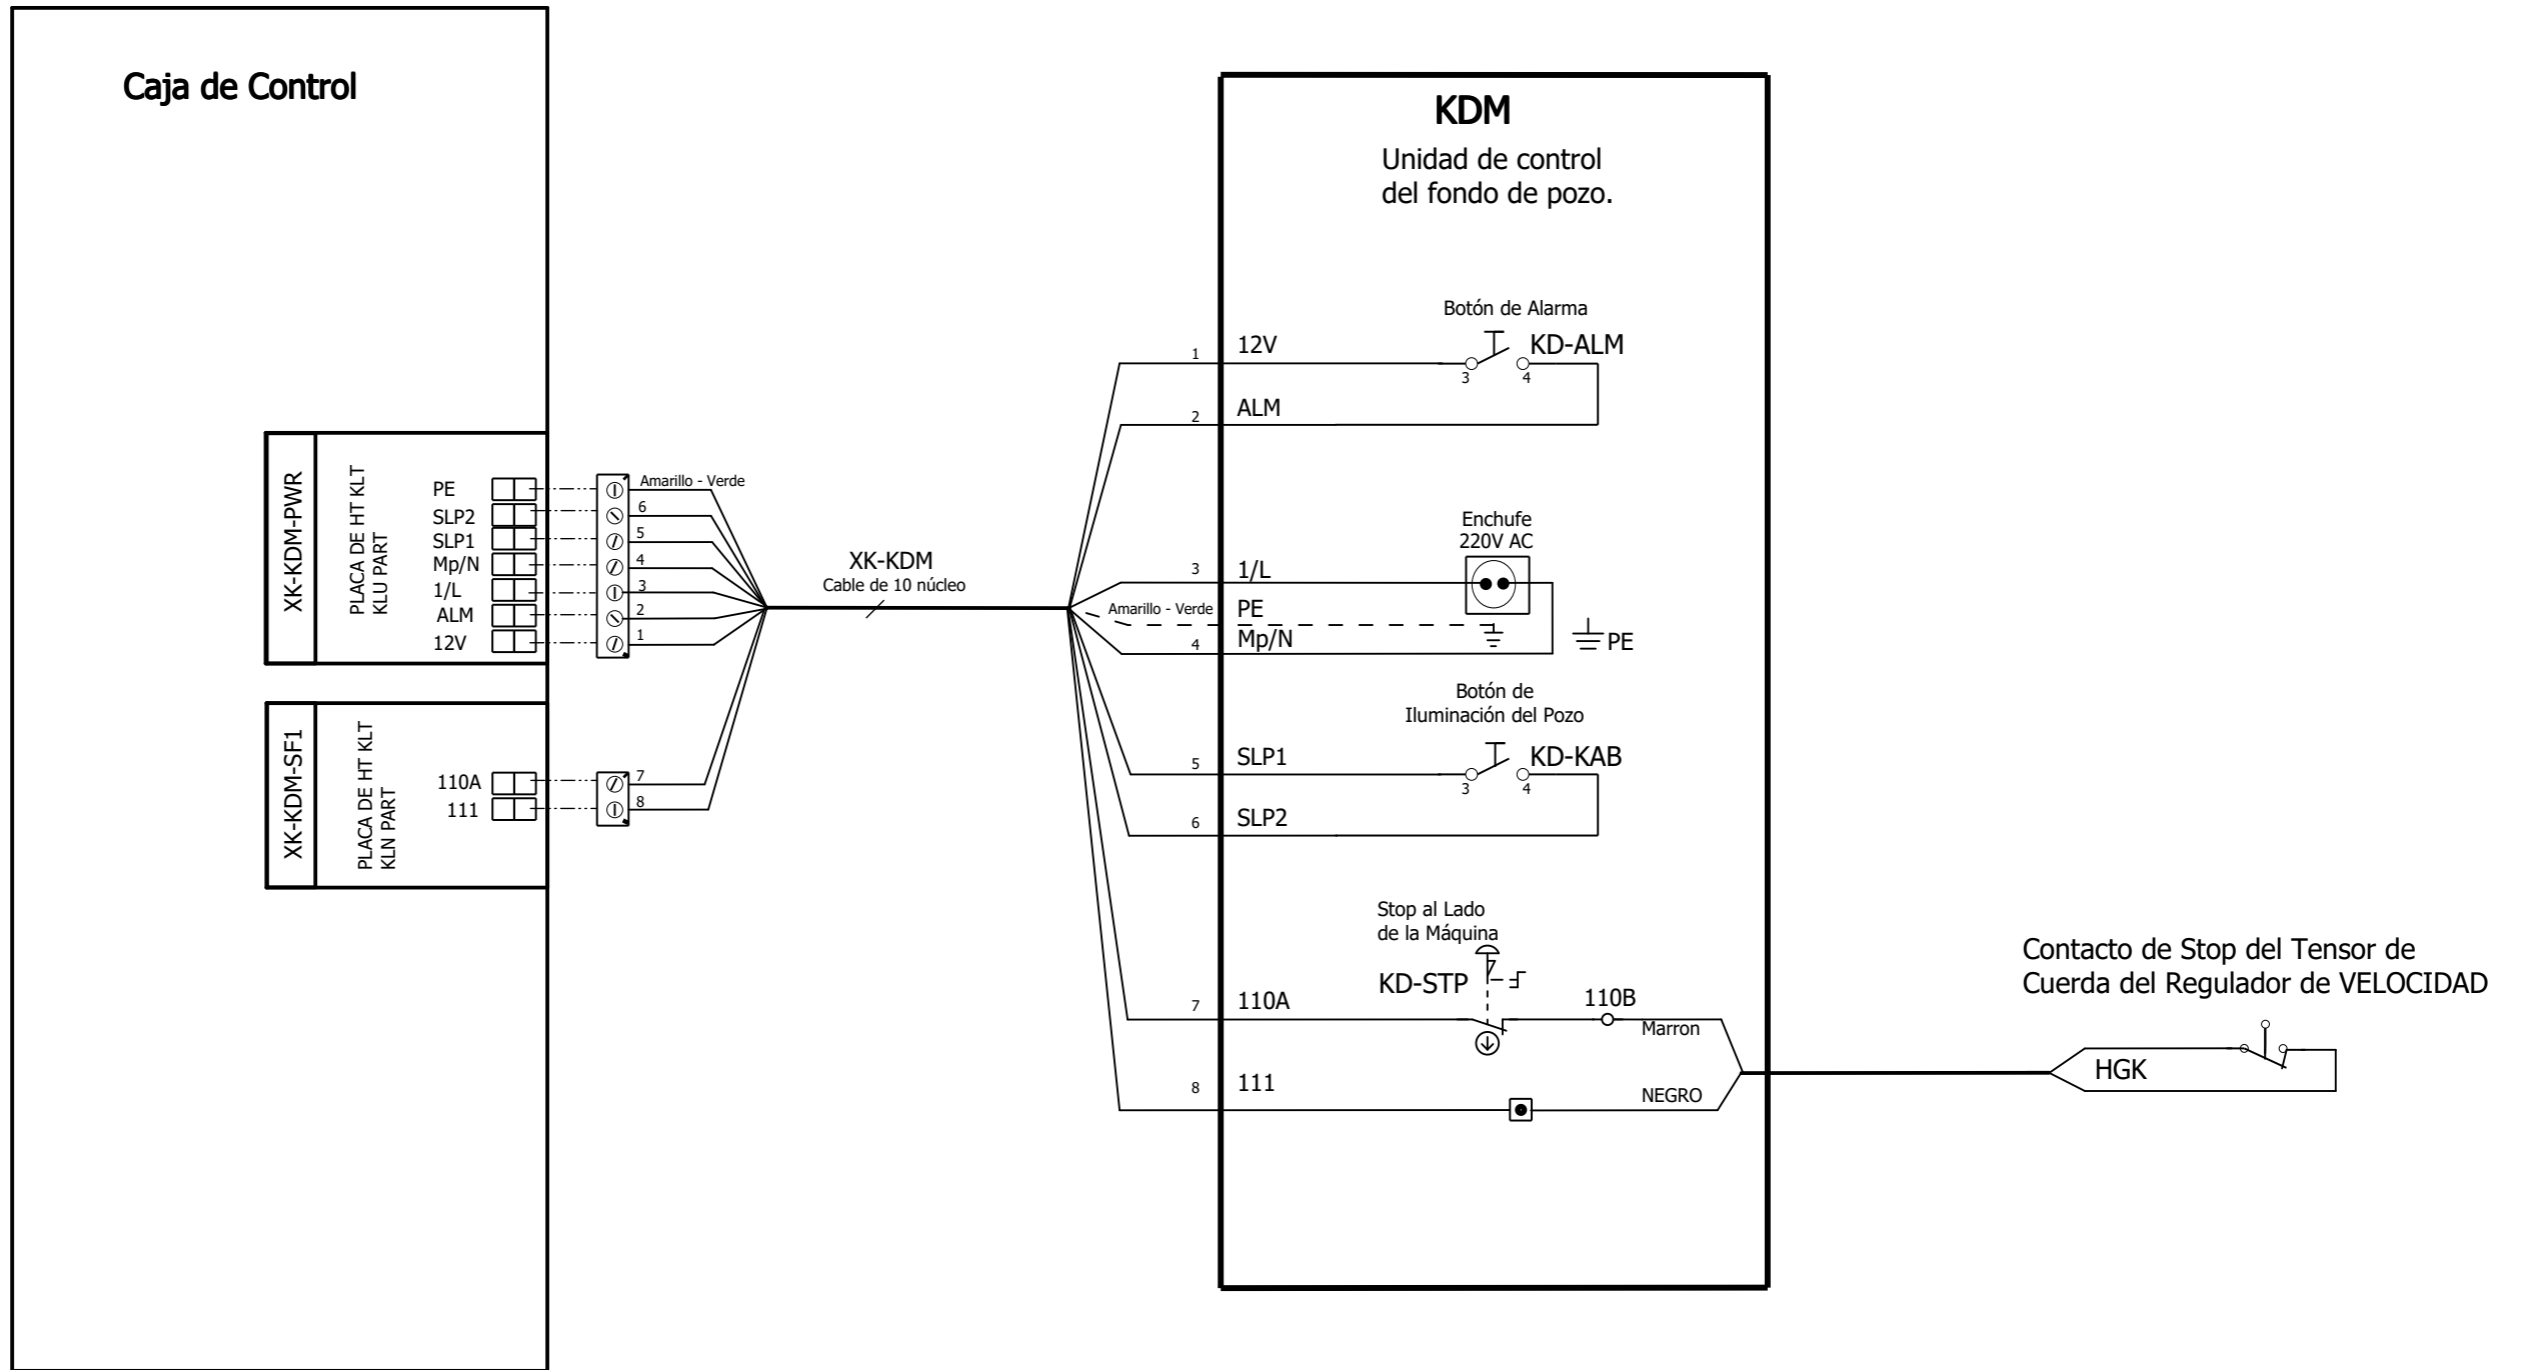 Caja de Control
XK-KDM-PWR
PLACA DE HT KLT
KLU PART
PE
SLP2
SLP1
Mp/N
1/L
ALM
12V
Amarillo - Verde
6
5
4
3
2
1
XK-KDM-SF1
PLACA DE HT KLT
KLN PART
110A
111
7
8
XK-KDM
Cable de 10 núcleo
KDM
Unidad de control
del fondo de pozo.
Botón de Alarma
1
12V
KD-ALM
3
4
2
ALM
Enchufe
220V AC
3
1/L
Amarillo - Verde
PE
4
Mp/N
PE
Botón de
Iluminación del Pozo
5
SLP1
KD-KAB
3
4
6
SLP2
Stop al Lado
de la Máquina
KD-STP
7
110A
110B
Marron
8
111
NEGRO
Contacto de Stop del Tensor de
Cuerda del Regulador de VELOCIDAD
HGK